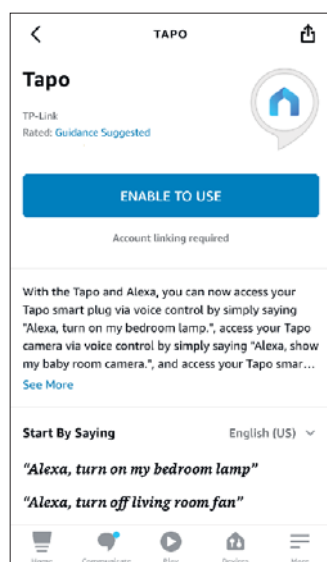 TAPO
Tapo
TP-Link
Rated: Guidance Suggested
ENABLE TO USE
Account linking required
With the Tapo and Alexa, you can now access your
Tapo smart plug via voice control by simply saying
"Alexa, turn on my bedroom lamp.", access your Tapo
camera via voice control by simply saying "Alexa, show
my baby room camera.", and access your Tapo smar...
See More
Start By Saying English (US)
“Alexa, turn on my bedroom lamp”
“Alexa, turn off living room fan”